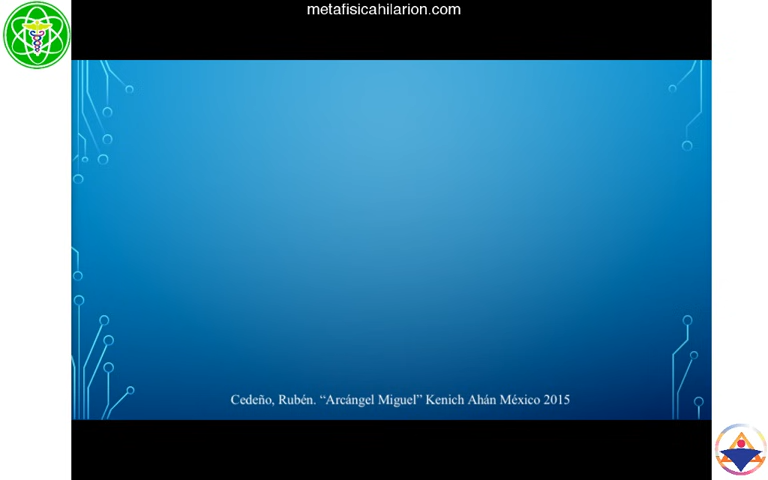 metafisicahilarion.com
Cedeño, Rubén. “Arcángel Miguel” Kenich Ahán México 2015